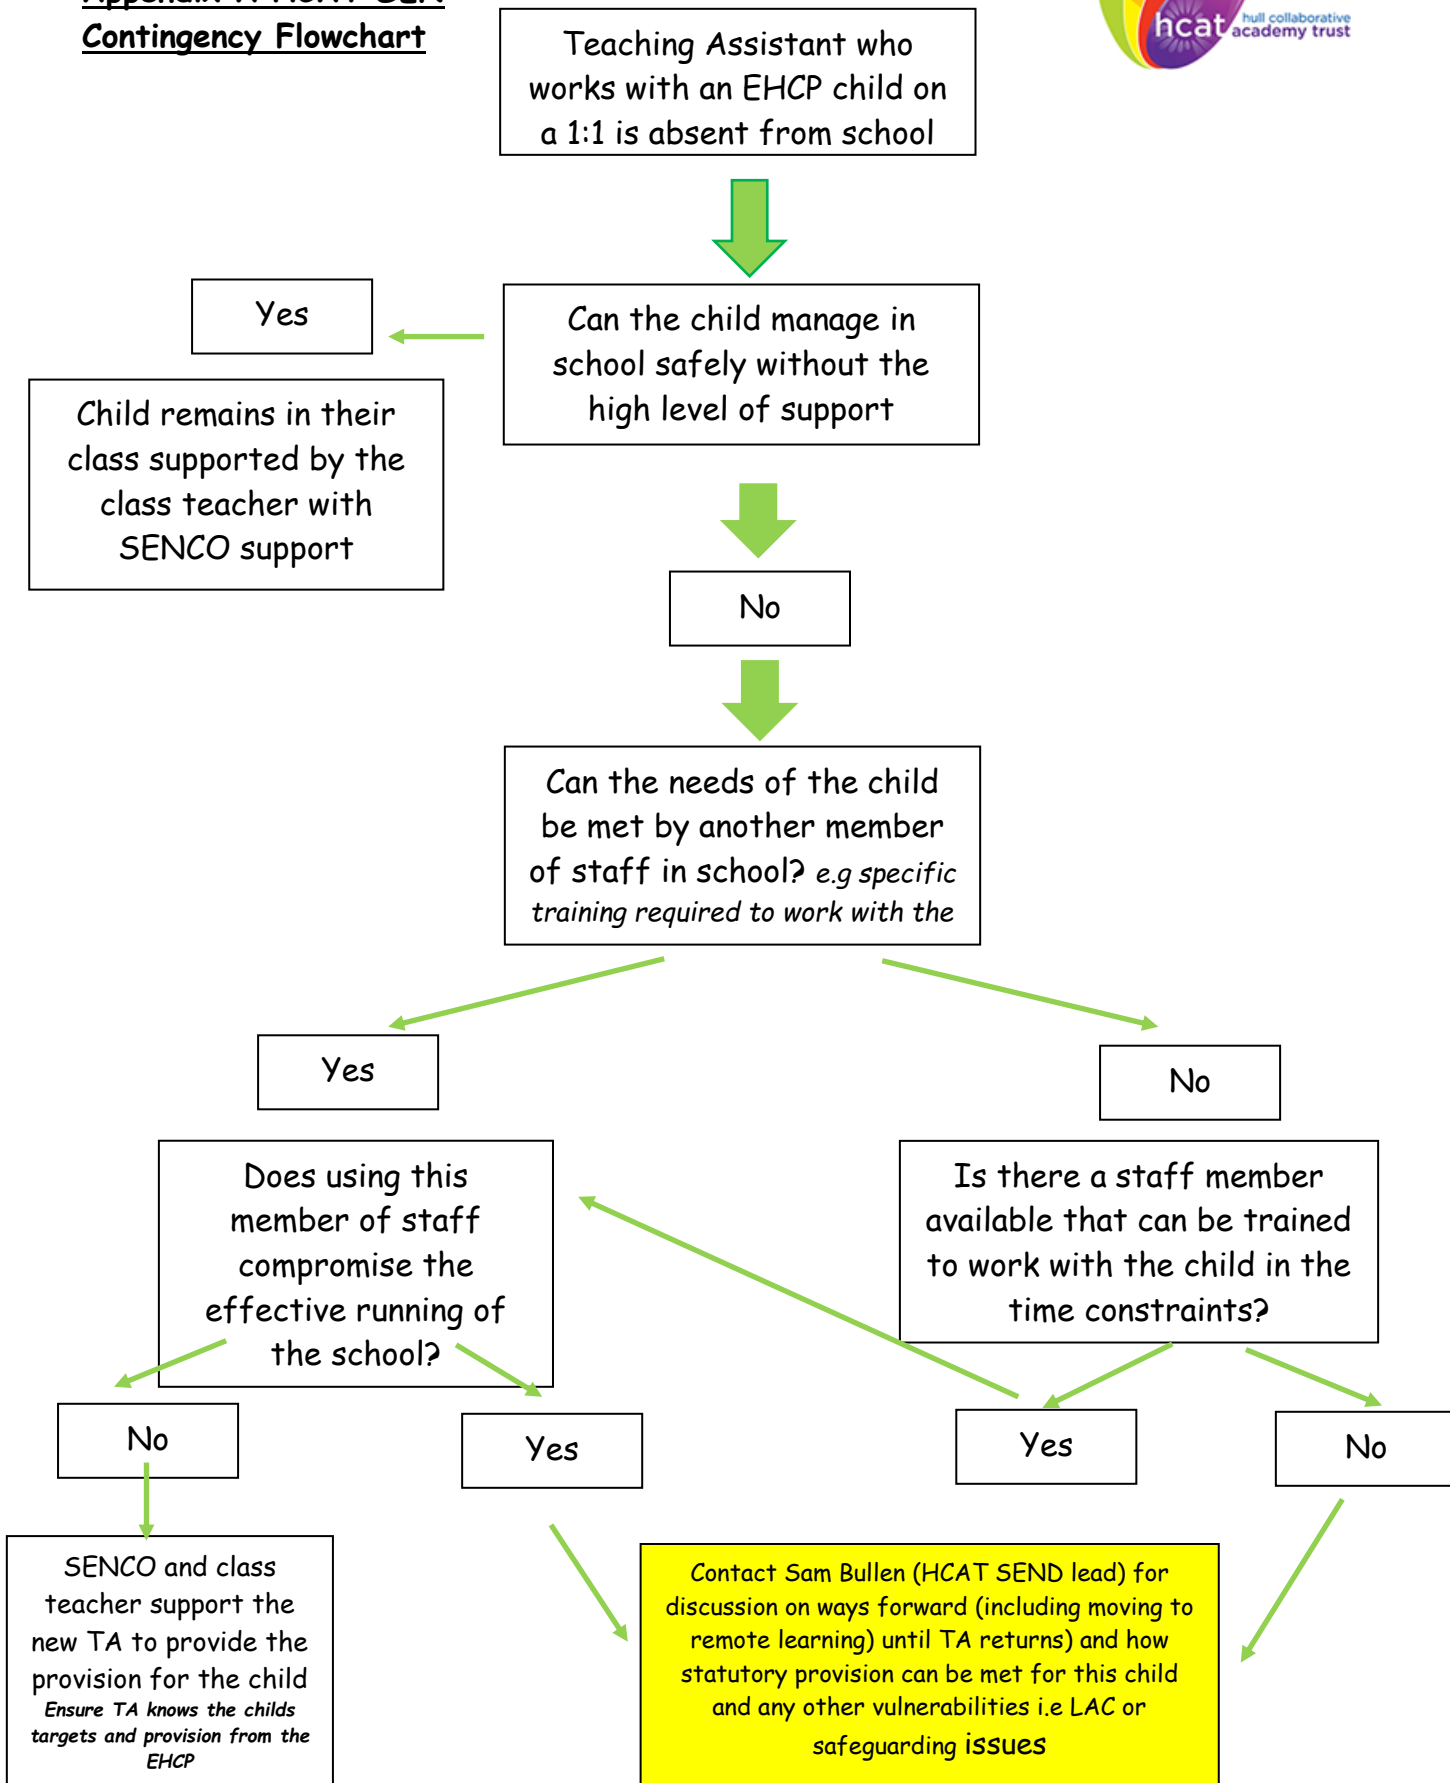 Contingency Flowchart
hcat hull collaborative
academy trust
Teaching Assistant who
works with an EHCP child on
a 1:1 is absent from school
Yes
Can the child manage in
school safely without the
high level of support
Child remains in their
class supported by the
class teacher with
SENCO support
No
Can the needs of the child
be met by another member
of staff in school? e.g specific
training required to work with the
Yes
No
Does using this
member of staff
compromise the
effective running of
the school?
Is there a staff member
available that can be trained
to work with the child in the
time constraints?
No
Yes
Yes
No
SENCO and class
teacher support the
new TA to provide the
provision for the child
Ensure TA knows the childs
targets and provision from the
EHCP
Contact Sam Bullen (HCAT SEND lead) for
discussion on ways forward (including moving to
remote learning) until TA returns) and how
statutory provision can be met for this child
and any other vulnerabilities i.e LAC or
safeguarding issues